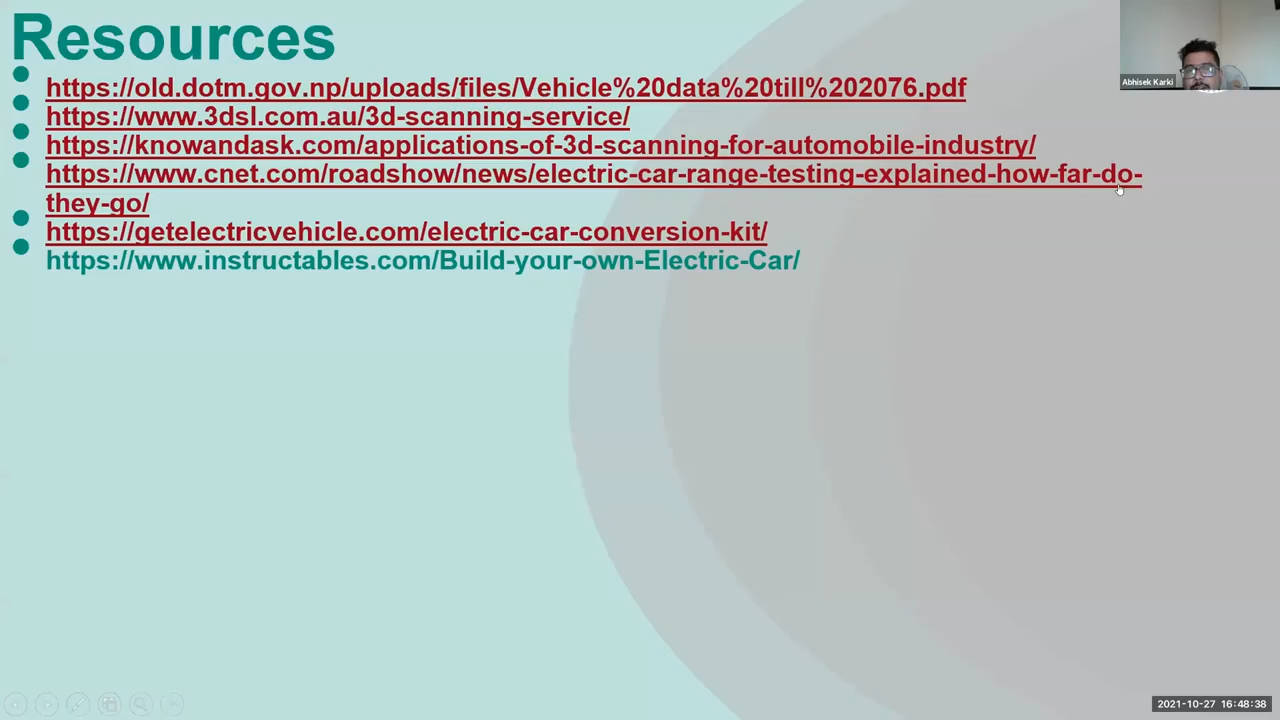 Resources
https://old.dotm.gov.np/uploads/files/Vehicle%20data%20till%202076.pdf
https://www.3dsl.com.au/3d-scanning-service/
https://knowandask.com/applications-of-3d-scanning-for-automobile-industry/
https://www.cnet.com/roadshow/news/electric-car-range-testing-explained-how-far-do-
they-go/
https://getelectricvehicle.com/electric-car-conversion-kit/
https://www.instructables.com/Build-your-own-Electric-Car/
Abhisek Karki
2021-10-27 16:48:38